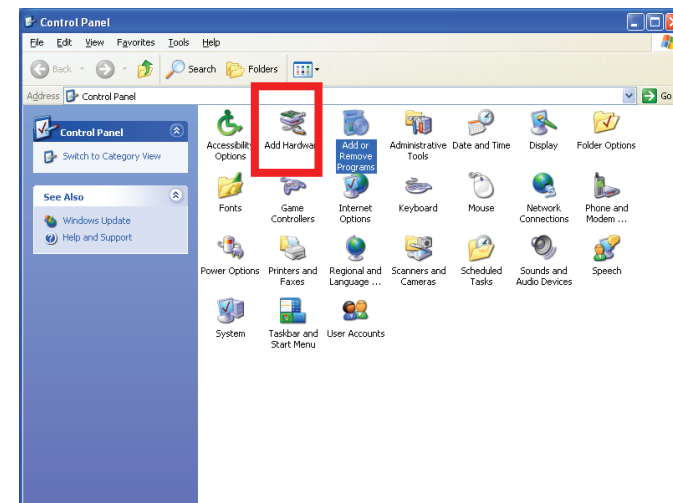 Control Panel
File Edit View Favorites Tools Help
Back Search Folders
Address Control Panel Go
Control Panel
Switch to Category View
See Also
Windows Update
Help and Support
Accessibility Options
Add Hardwar
Add or Remove Programs
Administrative Tools
Date and Time
Display
Folder Options
Fonts
Game Controllers
Internet Options
Keyboard
Mouse
Network Connections
Phone and Modem ...
Power Options
Printers and Faxes
Regional and Language ...
Scanners and Cameras
Scheduled Tasks
Sounds and Audio Devices
Speech
System
Taskbar and Start Menu
User Accounts